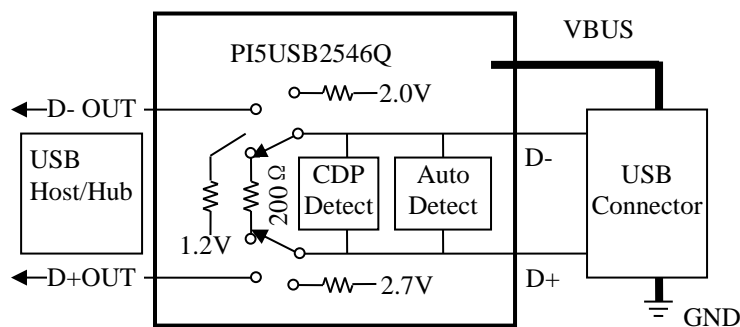 VBUS
PI5USB2546Q
2.0V
D- OUT
USB
Host/Hub
200Ω
CDP
Detect
Auto
Detect
D-
USB
Connector
1.2V
D+OUT
2.7V
D+
GND